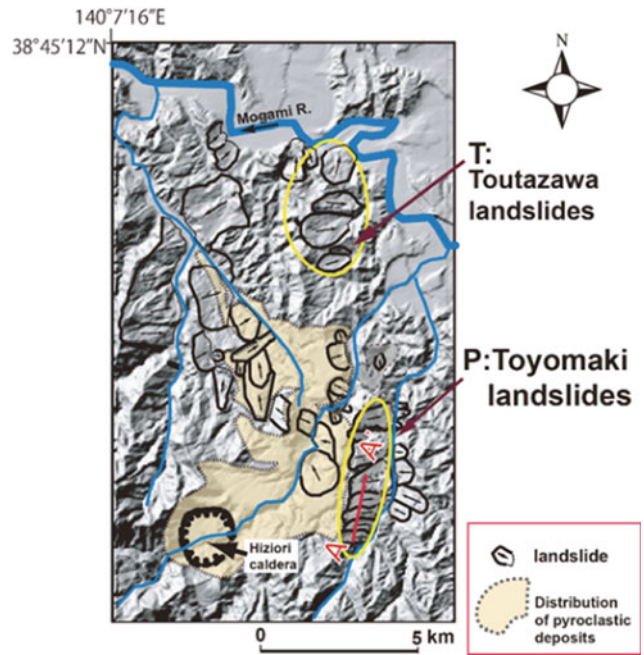 140°7'16"E
38°45'12"N
N
Mogami R.
T:
Toutazawa
landslides
P:Toyomaki
landslides
A'
A
Hiziori
caldera
landslide
Distribution
of pyroclastic
deposits
0 5 km